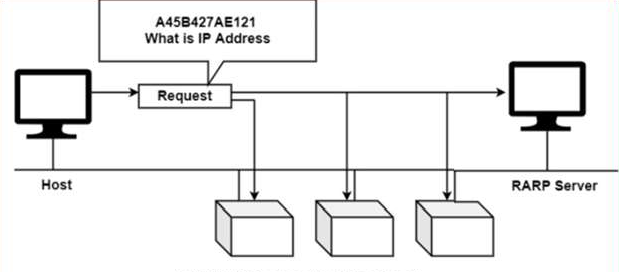 A45B427AE121
What is IP Address
Request
Host
RARP Server